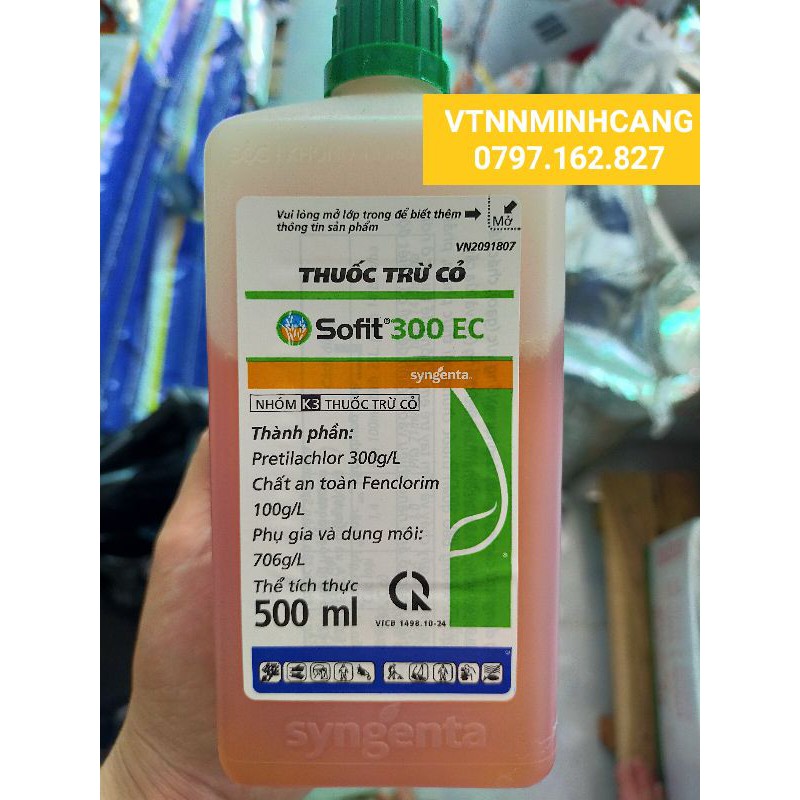 VTNNMINHCANG
0797.162.827
Vui lòng mở lớp trong để biết thêm
thông tin sản phẩm
Mở
VN2091807
THUỐC TRỪ CỎ
Sofit® 300 EC
syngenta
NHÓM K3 THUỐC TRỪ CỎ
Thành phần:
Pretilachlor 300g/L
Chất an toàn Fenclorim
100g/L
Phụ gia và dung môi:
706g/L
Thể tích thực
500 ml
VICB 1498.10-24
syngenta